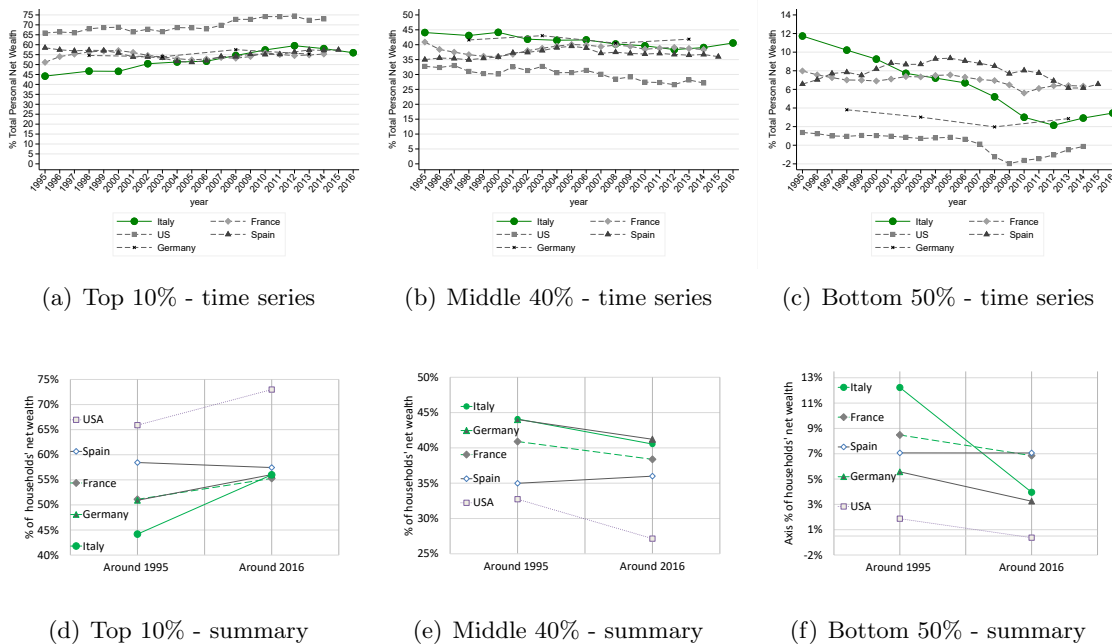 % Total Personal Net Wealth
75
70
65
60
55
50
45
40
35
30
25
20
15
10
5
0
1995 1996 1997 1998 1999 2000 2001 2002 2003 2004 2005 2006 2007 2008 2009 2010 2011 2012 2013 2014 2015 2016
year
Italy France
US Spain
Germany
(a) Top 10% - time series
% Total Personal Net Wealth
50
45
40
35
30
25
20
15
10
5
0
1995 1996 1997 1998 1999 2000 2001 2002 2003 2004 2005 2006 2007 2008 2009 2010 2011 2012 2013 2014 2015 2016
year
Italy France
US Spain
Germany
(b) Middle 40% - time series
% Total Personal Net Wealth
14
12
10
8
6
4
2
0
-2
1995 1996 1997 1998 1999 2000 2001 2002 2003 2004 2005 2006 2007 2008 2009 2010 2011 2012 2013 2014 2015 2016
year
Italy France
US Spain
Germany
(c) Bottom 50% - time series
% of households' net wealth
75%
70%
65%
60%
55%
50%
45%
40%
USA
Spain
France
Germany
Italy
Around 1995 Around 2016
(d) Top 10% - summary
% of households' net wealth
50%
45%
40%
35%
30%
25%
Italy
Germany
France
Spain
USA
Around 1995 Around 2016
(e) Middle 40% - summary
Axis % of households' net wealth
13%
11%
9%
7%
5%
3%
1%
-2%
Italy
France
Spain
Germany
USA
Around 1995 Around 2016
(f) Bottom 50% - summary